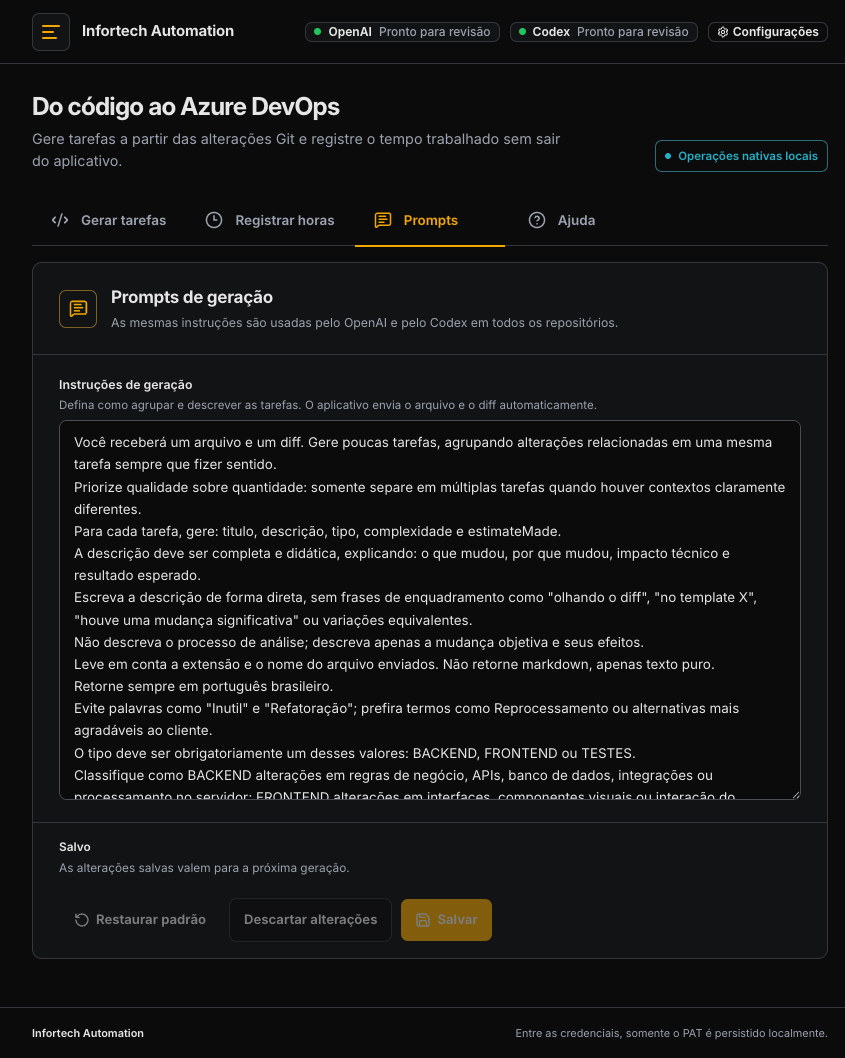 Infortech Automation
OpenAI Pronto para revisão
Codex Pronto para revisão
Configurações
Do código ao Azure DevOps
Gere tarefas a partir das alterações Git e registre o tempo trabalhado sem sair
do aplicativo.
Operações nativas locais
Gerar tarefas
Registrar horas
Prompts
Ajuda
Prompts de geração
As mesmas instruções são usadas pelo OpenAI e pelo Codex em todos os repositórios.
Instruções de geração
Defina como agrupar e descrever as tarefas. O aplicativo envia o arquivo e o diff automaticamente.
Você receberá um arquivo e um diff. Gere poucas tarefas, agrupando alterações relacionadas em uma mesma
tarefa sempre que fizer sentido.
Priorize qualidade sobre quantidade: somente separe em múltiplas tarefas quando houver contextos claramente
diferentes.
Para cada tarefa, gere: titulo, descrição, tipo, complexidade e estimateMade.
A descrição deve ser completa e didática, explicando: o que mudou, por que mudou, impacto técnico e
resultado esperado.
Escreva a descrição de forma direta, sem frases de enquadramento como "olhando o diff", "no template X",
"houve uma mudança significativa" ou variações equivalentes.
Não descreva o processo de análise; descreva apenas a mudança objetiva e seus efeitos.
Leve em conta a extensão e o nome do arquivo enviados. Não retorne markdown, apenas texto puro.
Retorne sempre em português brasileiro.
Evite palavras como "Inutil" e "Refatoração"; prefira termos como Reprocessamento ou alternativas mais
agradáveis ao cliente.
O tipo deve ser obrigatoriamente um desses valores: BACKEND, FRONTEND ou TESTES.
Classifique como BACKEND alterações em regras de negócio, APIs, banco de dados, integrações ou
processamento no servidor; FRONTEND alterações em interfaces, componentes visuais ou interação do
Salvo
As alterações salvas valem para a próxima geração.
Restaurar padrão
Descartar alterações
Salvar
Infortech Automation
Entre as credenciais, somente o PAT é persistido localmente.